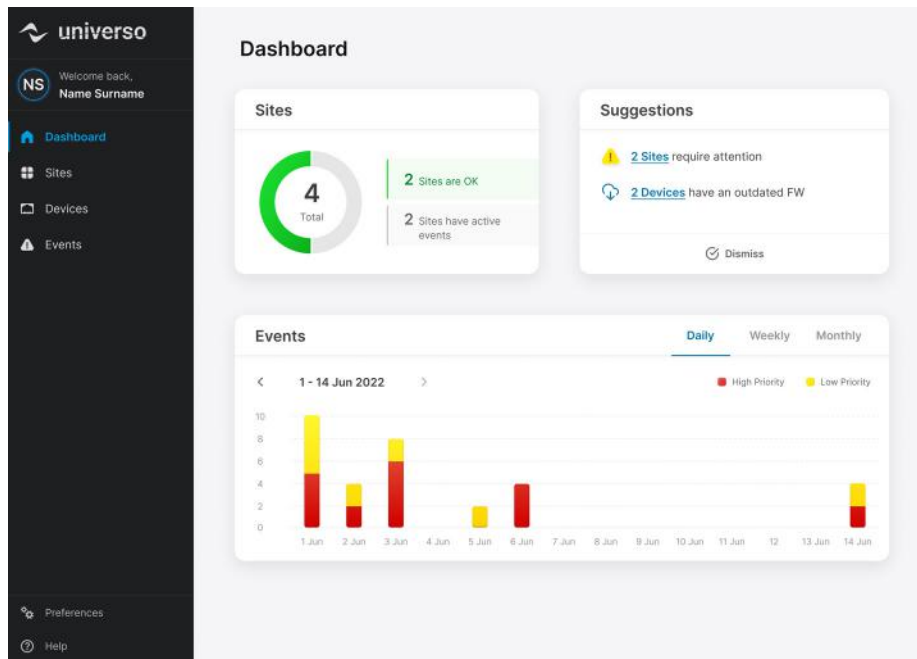 universo
NS
Welcome back,
Name Surname
Dashboard
Sites
Devices
Events
Preferences
Help
Dashboard
Sites
4
Total
2 Sites are OK
2 Sites have active
events
Suggestions
2 Sites require attention
2 Devices have an outdated FW
Dismiss
Events
Daily Weekly Monthly
1 - 14 Jun 2022
High Priority Low Priority
10
8
6
4
2
0
1 Jun 2 Jun 3 Jun 4 Jun 5 Jun 6 Jun 7 Jun 8 Jun 9 Jun 10 Jun 11 Jun 12 13 Jun 14 Jun